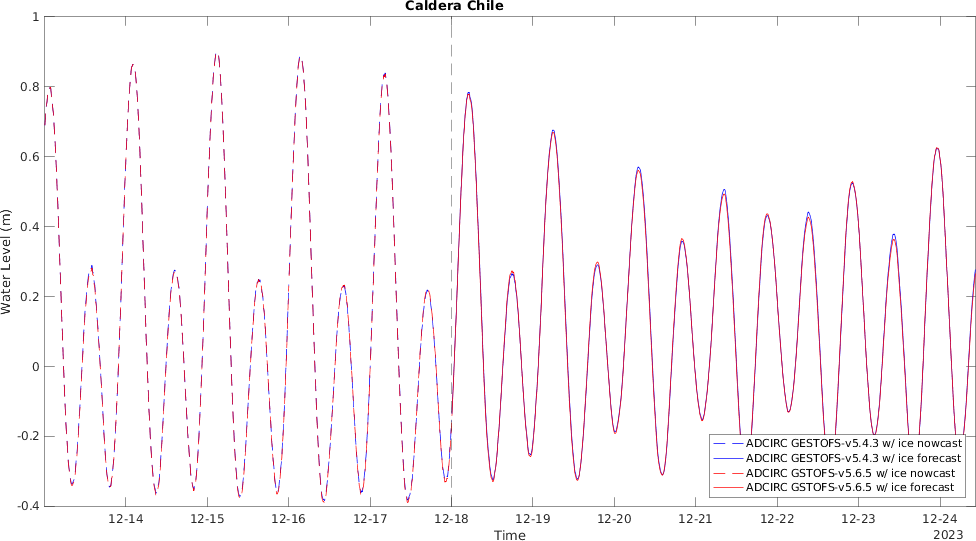 Caldera Chile
1
0.8
0.6
0.4
0.2
0
-0.2
-0.4
Water Level (m)
12-14 12-15 12-16 12-17 12-18 12-19 12-20 12-21 12-22 12-23 12-24
Time
2023
ADCIRC GESTOFS-v5.4.3 w/ ice nowcast
ADCIRC GESTOFS-v5.4.3 w/ ice forecast
ADCIRC GSTOFS-v5.6.5 w/ ice nowcast
ADCIRC GSTOFS-v5.6.5 w/ ice forecast